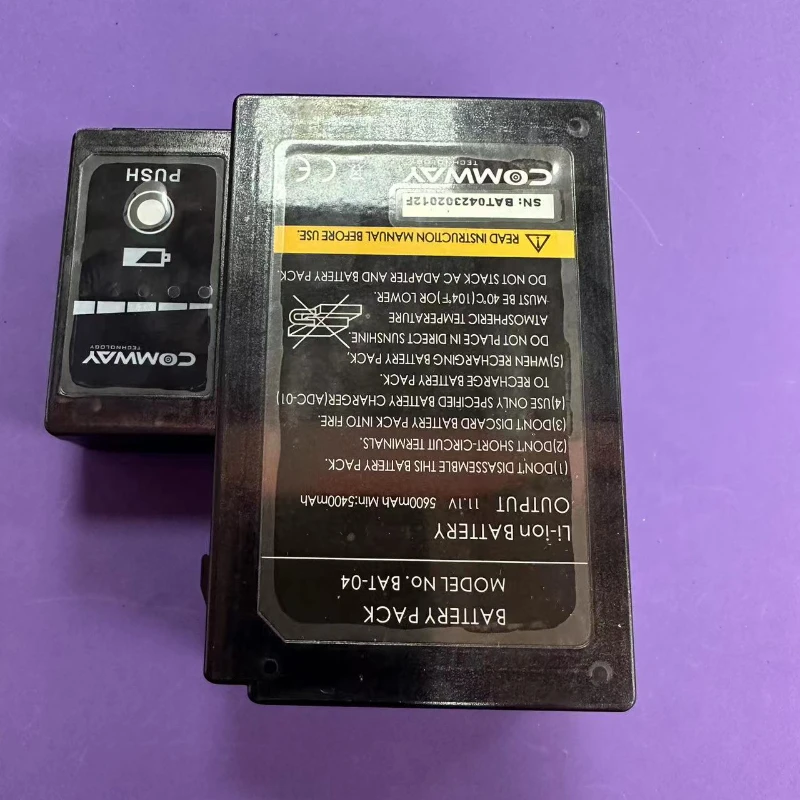 BATTERY PACK
MODEL No. BAT-04
Li-ion BATTERY
OUTPUT 11.1V 5600mAh Min:5400mAh
(1)DON'T DISASSEMBLE THIS BATTERY PACK.
(2)DON'T SHORT-CIRCUIT TERMINALS.
(3)DON'T DISCARD BATTERY PACK INTO FIRE.
(4)USE ONLY SPECIFIED BATTERY CHARGER(ADC-01)
TO RECHARGE BATTERY PACK.
(5)WHEN RECHARGING BATTERY PACK,
DO NOT PLACE IN DIRECT SUNSHINE.
ATMOSPHERIC TEMPERATURE
MUST BE 40°C(104°F)OR LOWER.
DO NOT STACK AC ADAPTER AND BATTERY PACK.
READ INSTRUCTION MANUAL BEFORE USE.
SN: BAT042302012F
COMWAY
TECHNOLOGY
CE
COMWAY
TECHNOLOGY
PUSH